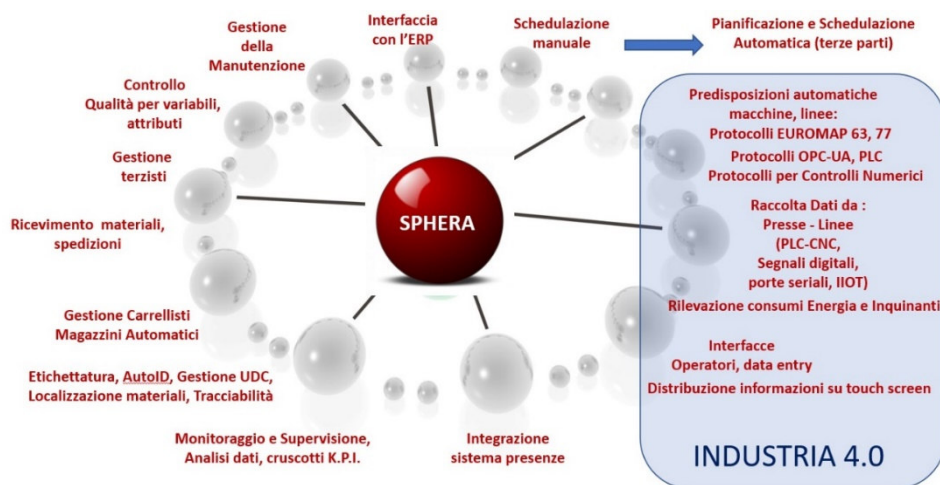 Gestione
della
Manutenzione
Interfaccia
con l'ERP
Schedulazione
manuale
Pianificazione e Schedulazione
Automatica (terze parti)
Controllo
Qualità per variabili,
attributi
Gestione
terzisti
Ricevimento materiali,
spedizioni
Gestione Carrellisti
Magazzini Automatici
Etichettatura, AutoID, Gestione UDC,
Localizzazione materiali, Tracciabilità
Monitoraggio e Supervisione,
Analisi dati, cruscotti K.P.I.
Integrazione
sistema presenze
SPHERA
Predisposizioni automatiche
macchine, linee:
Protocolli EUROMAP 63, 77
Protocolli OPC-UA, PLC
Protocolli per Controlli Numerici
Raccolta Dati da :
Presse - Linee
(PLC-CNC,
Segnali digitali,
porte seriali, IIOT)
Rilevazione consumi Energia e Inquinanti
Interfacce
Operatori, data entry
Distribuzione informazioni su touch screen
INDUSTRIA 4.0